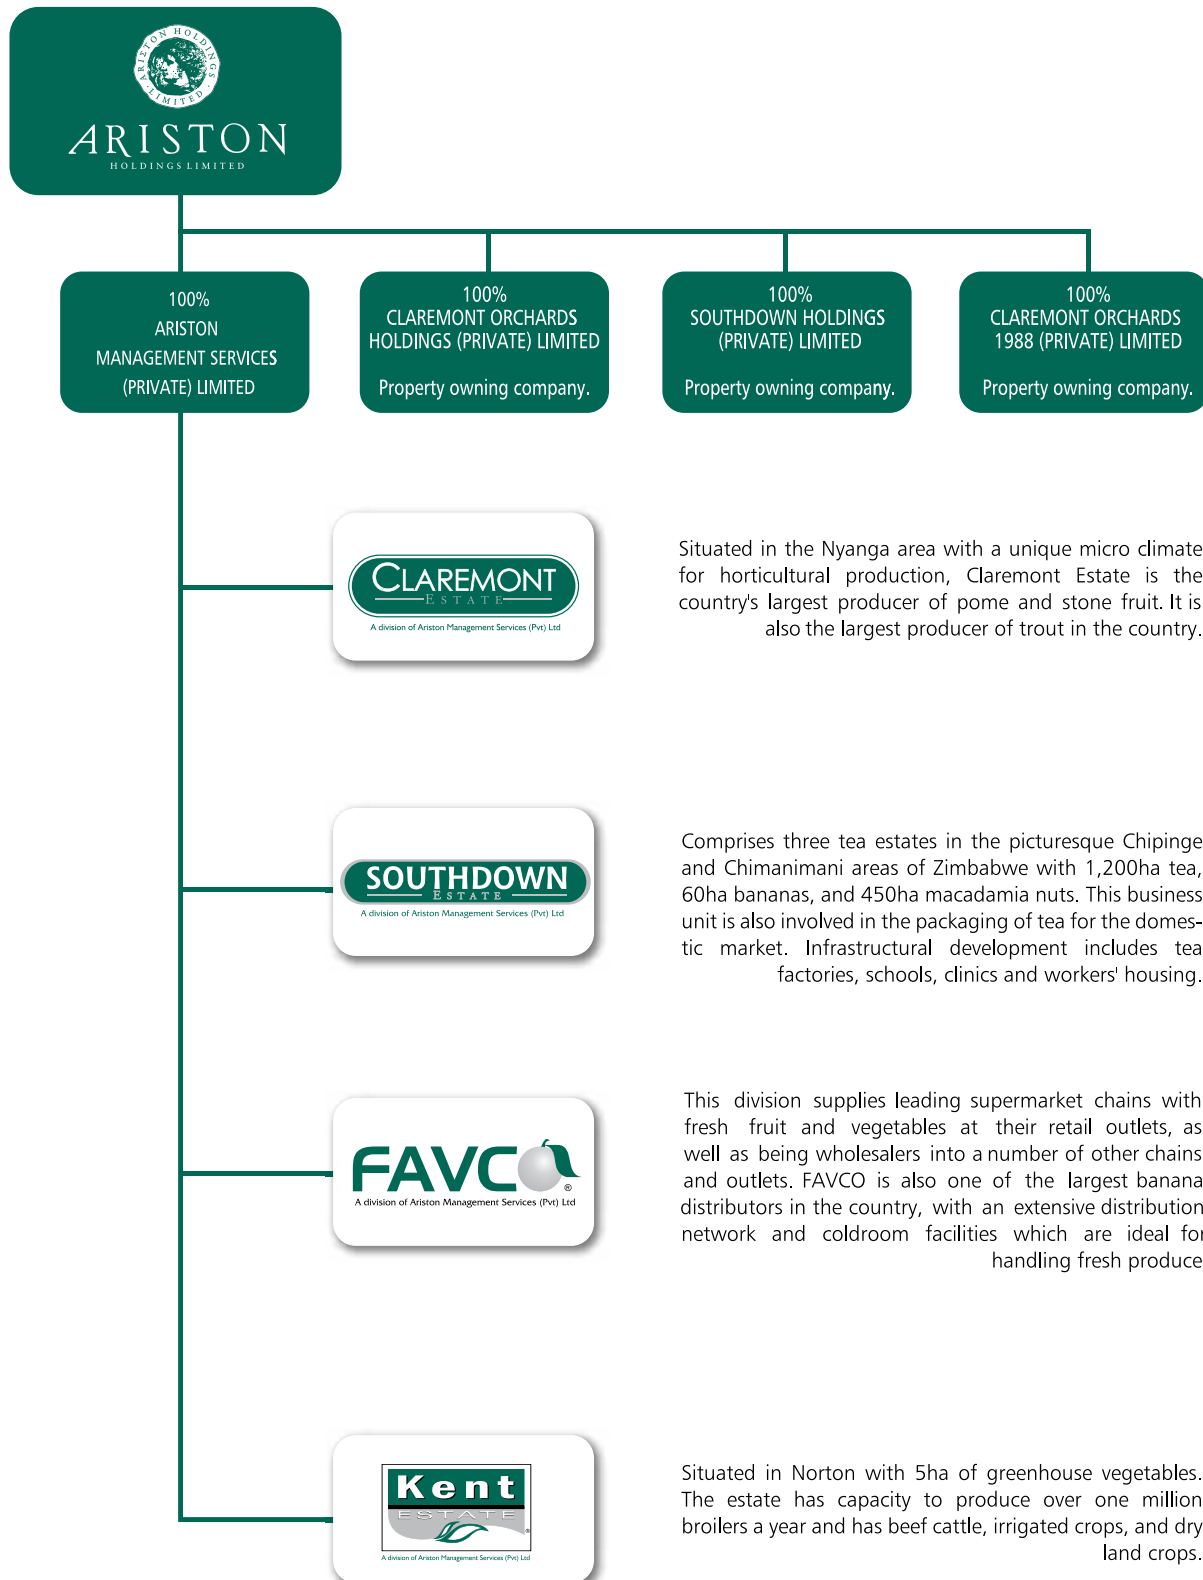 ARISTON HOLDINGS LIMITED
ARISTON
HOLDINGS LIMITED
100%
ARISTON
MANAGEMENT SERVICES
(PRIVATE) LIMITED
100%
CLAREMONT ORCHARDS
HOLDINGS (PRIVATE) LIMITED
Property owning company.
100%
SOUTHDOWN HOLDINGS
(PRIVATE) LIMITED
Property owning company.
100%
CLAREMONT ORCHARDS
1988 (PRIVATE) LIMITED
Property owning company.
CLAREMONT
ESTATE
A division of Ariston Management Services (Pvt) Ltd
Situated in the Nyanga area with a unique micro climate
for horticultural production, Claremont Estate is the
country's largest producer of pome and stone fruit. It is
also the largest producer of trout in the country.
SOUTHDOWN
ESTATE
A division of Ariston Management Services (Pvt) Ltd
Comprises three tea estates in the picturesque Chipinge
and Chimanimani areas of Zimbabwe with 1,200ha tea,
60ha bananas, and 450ha macadamia nuts. This business
unit is also involved in the packaging of tea for the domes-
tic market. Infrastructural development includes tea
factories, schools, clinics and workers' housing.
FAVCO®
A division of Ariston Management Services (Pvt) Ltd
This division supplies leading supermarket chains with
fresh fruit and vegetables at their retail outlets, as
well as being wholesalers into a number of other chains
and outlets. FAVCO is also one of the largest banana
distributors in the country, with an extensive distribution
network and coldroom facilities which are ideal for
handling fresh produce
Kent
ESTATE
®
A division of Ariston Management Services (Pvt) Ltd
Situated in Norton with 5ha of greenhouse vegetables.
The estate has capacity to produce over one million
broilers a year and has beef cattle, irrigated crops, and dry
land crops.